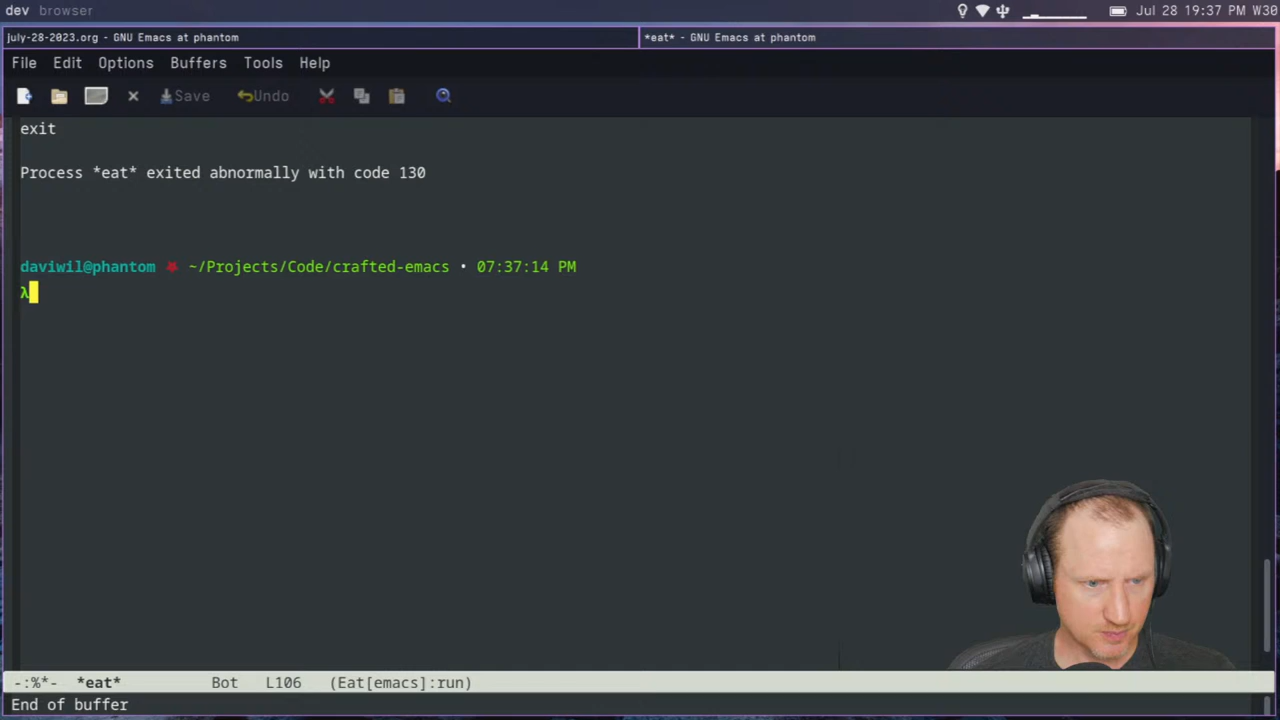 dev browser
Jul 28 19:37 W30
july-28-2023.org - GNU Emacs at phantom
*eat* - GNU Emacs at phantom
File Edit Options Buffers Tools Help
Save Undo
exit
Process *eat* exited abnormally with code 130
daviwil@phantom ~/Projects/Code/crafted-emacs • 07:37:14 PM
λ
-:%*- *eat* Bot L106 (Eat[emacs]:run)
End of buffer